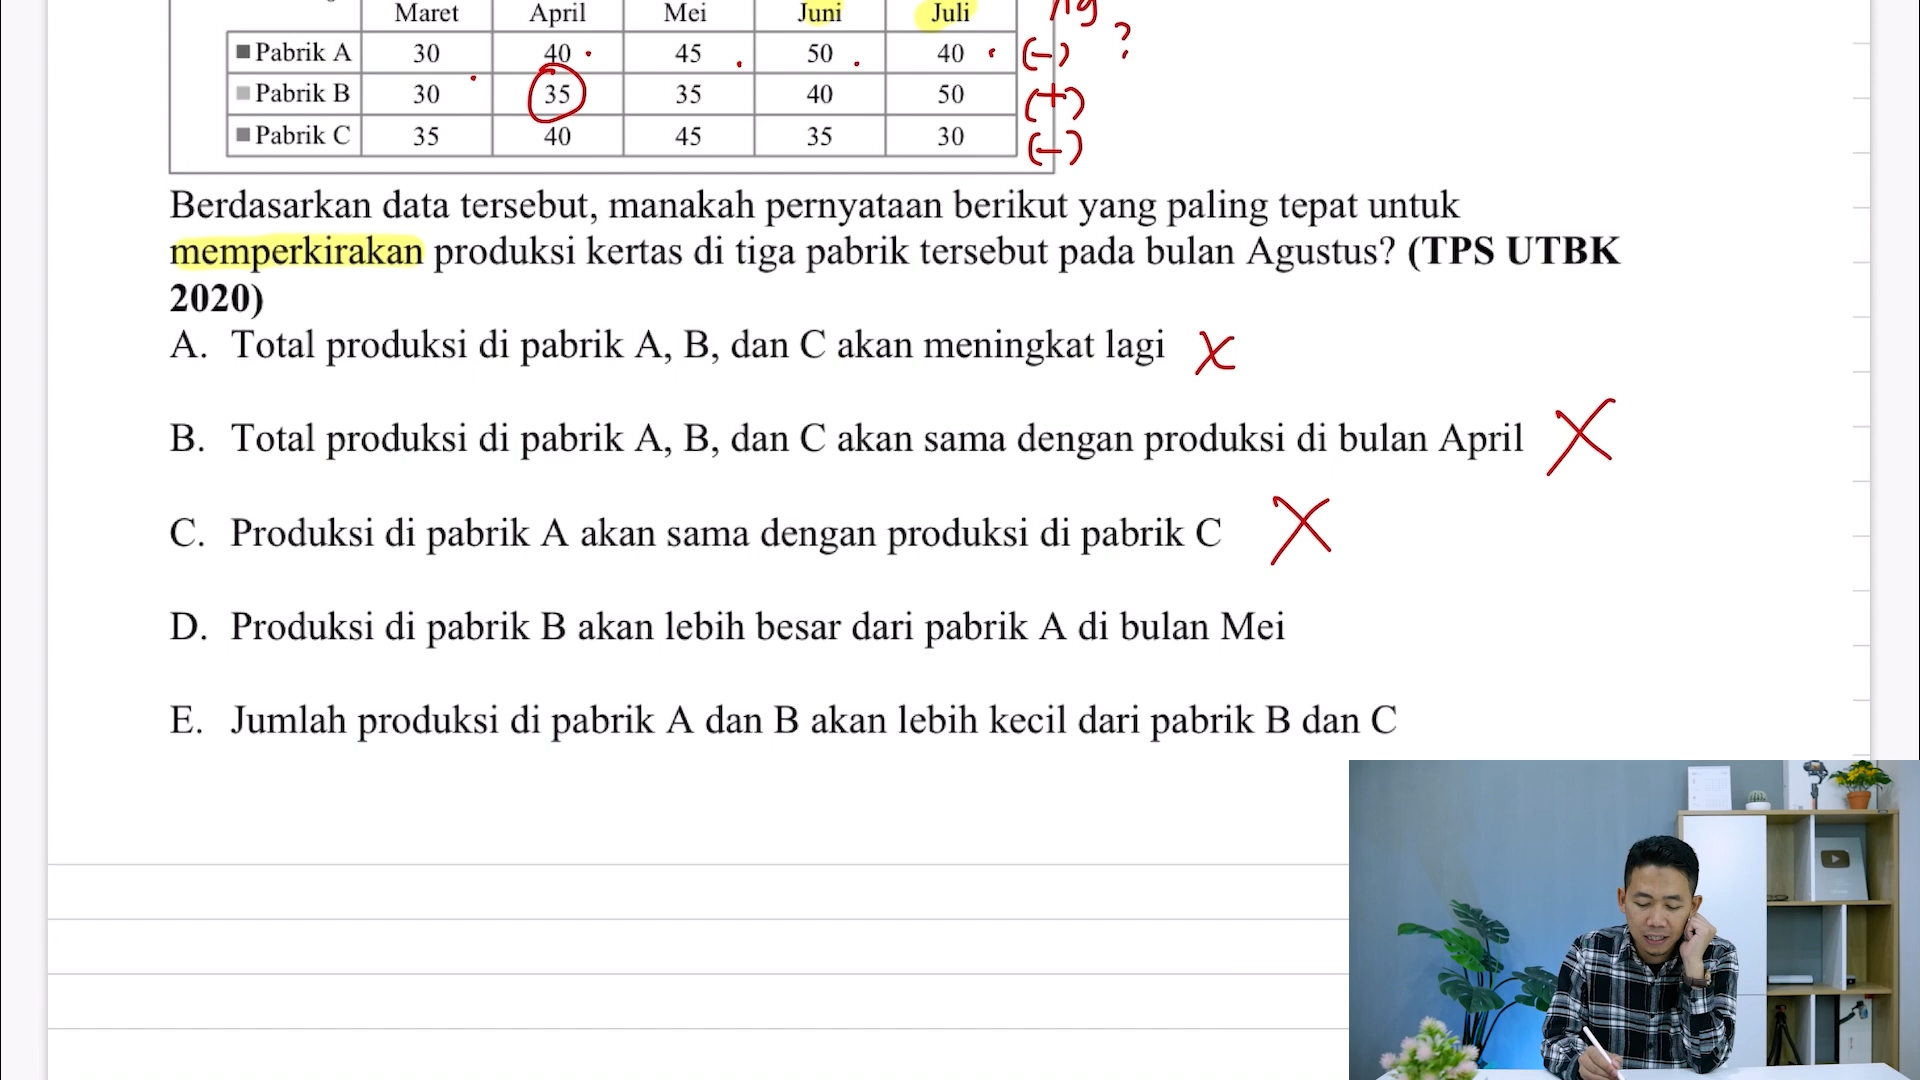 Maret April Mei Juni Juli Ag
Pabrik A 30 40 45 50 40 (-) ?
Pabrik B 30 35 35 40 50 (+)
Pabrik C 35 40 45 35 30 (-)
Berdasarkan data tersebut, manakah pernyataan berikut yang paling tepat untuk
memperkirakan produksi kertas di tiga pabrik tersebut pada bulan Agustus? (TPS UTBK
2020)
A. Total produksi di pabrik A, B, dan C akan meningkat lagi X
B. Total produksi di pabrik A, B, dan C akan sama dengan produksi di bulan April X
C. Produksi di pabrik A akan sama dengan produksi di pabrik C X
D. Produksi di pabrik B akan lebih besar dari pabrik A di bulan Mei
E. Jumlah produksi di pabrik A dan B akan lebih kecil dari pabrik B dan C